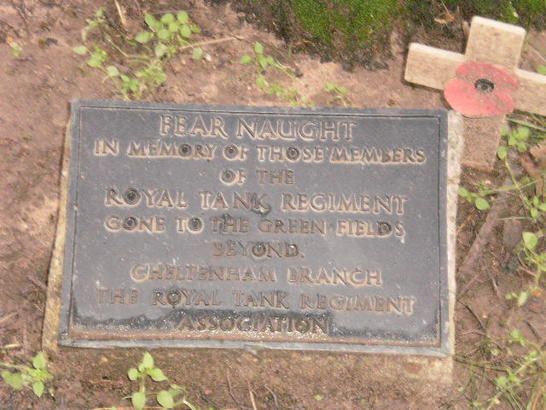 FEAR NAUGHT
IN MEMORY OF THOSE MEMBERS
OF THE
ROYAL TANK REGIMENT
GONE TO THE GREEN FIELDS
BEYOND.
CHELTENHAM BRANCH
THE ROYAL TANK REGIMENT
ASSOCIATION